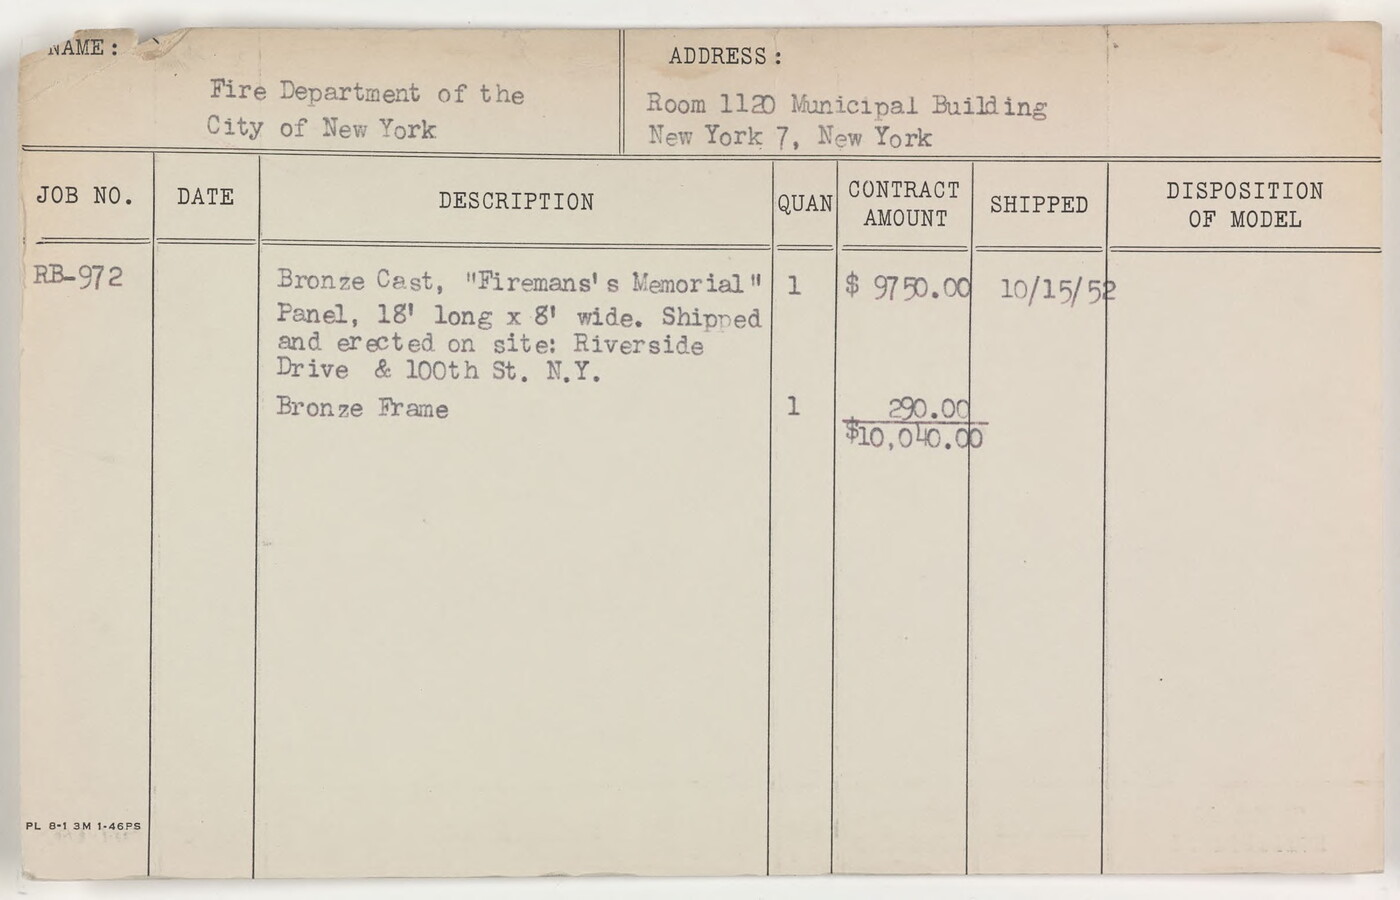 NAME:
Fire Department of the
City of New York
ADDRESS:
Room 1120 Municipal Building
New York 7, New York
JOB NO.
DATE
DESCRIPTION
QUAN
CONTRACT
AMOUNT
SHIPPED
DISPOSITION
OF MODEL
RB-972
Bronze Cast, "Firemans's Memorial" 1 $ 9750.00 10/15/52
Panel, 18' long x 8' wide. Shipped
and erected on site: Riverside
Drive & 100th St. N.Y.
Bronze Frame 1 290.00
$10,040.00
PL 8-1 3M 1-46PS